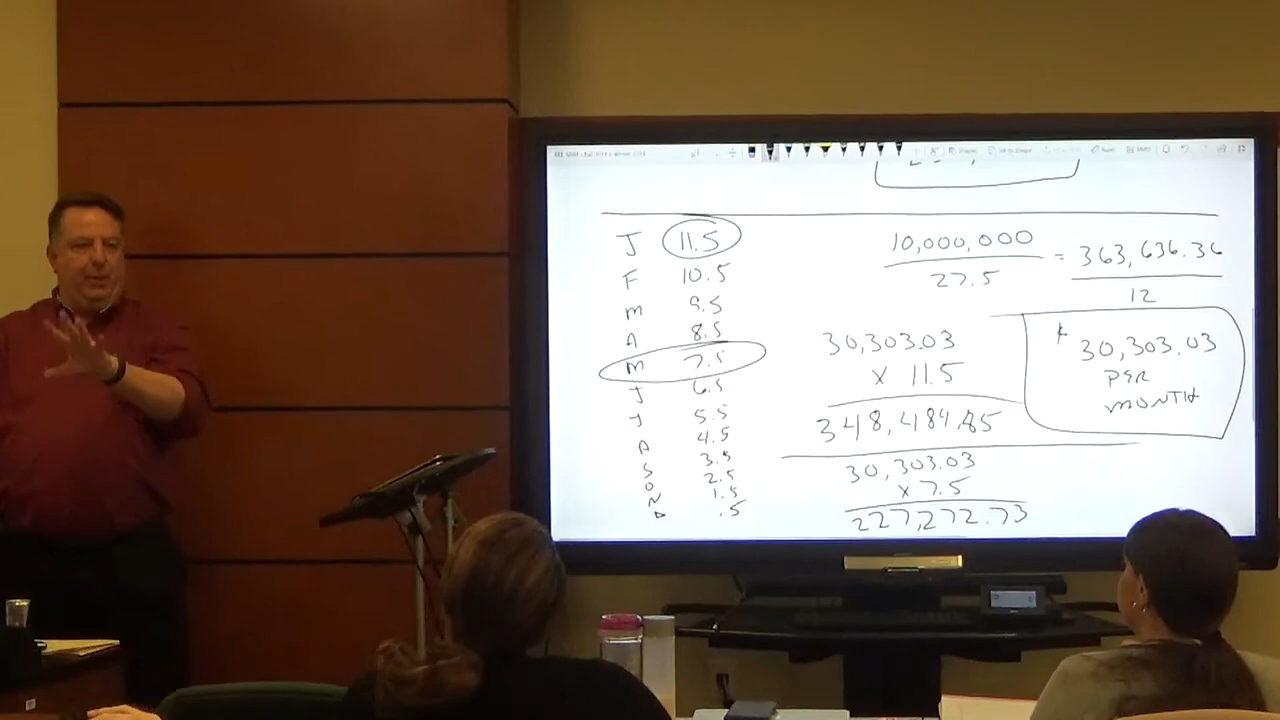 J 11.5
F 10.5
M 9.5
A 8.5
M 7.5
J 6.5
J 5.5
A 4.5
S 3.5
O 2.5
N 1.5
D .5
10,000,000
27.5
= 363,636.36
12
30,303.03
PER
MONTH
30,303.03
X 11.5
348,484.85
30,303.03
X 7.5
227,272.73